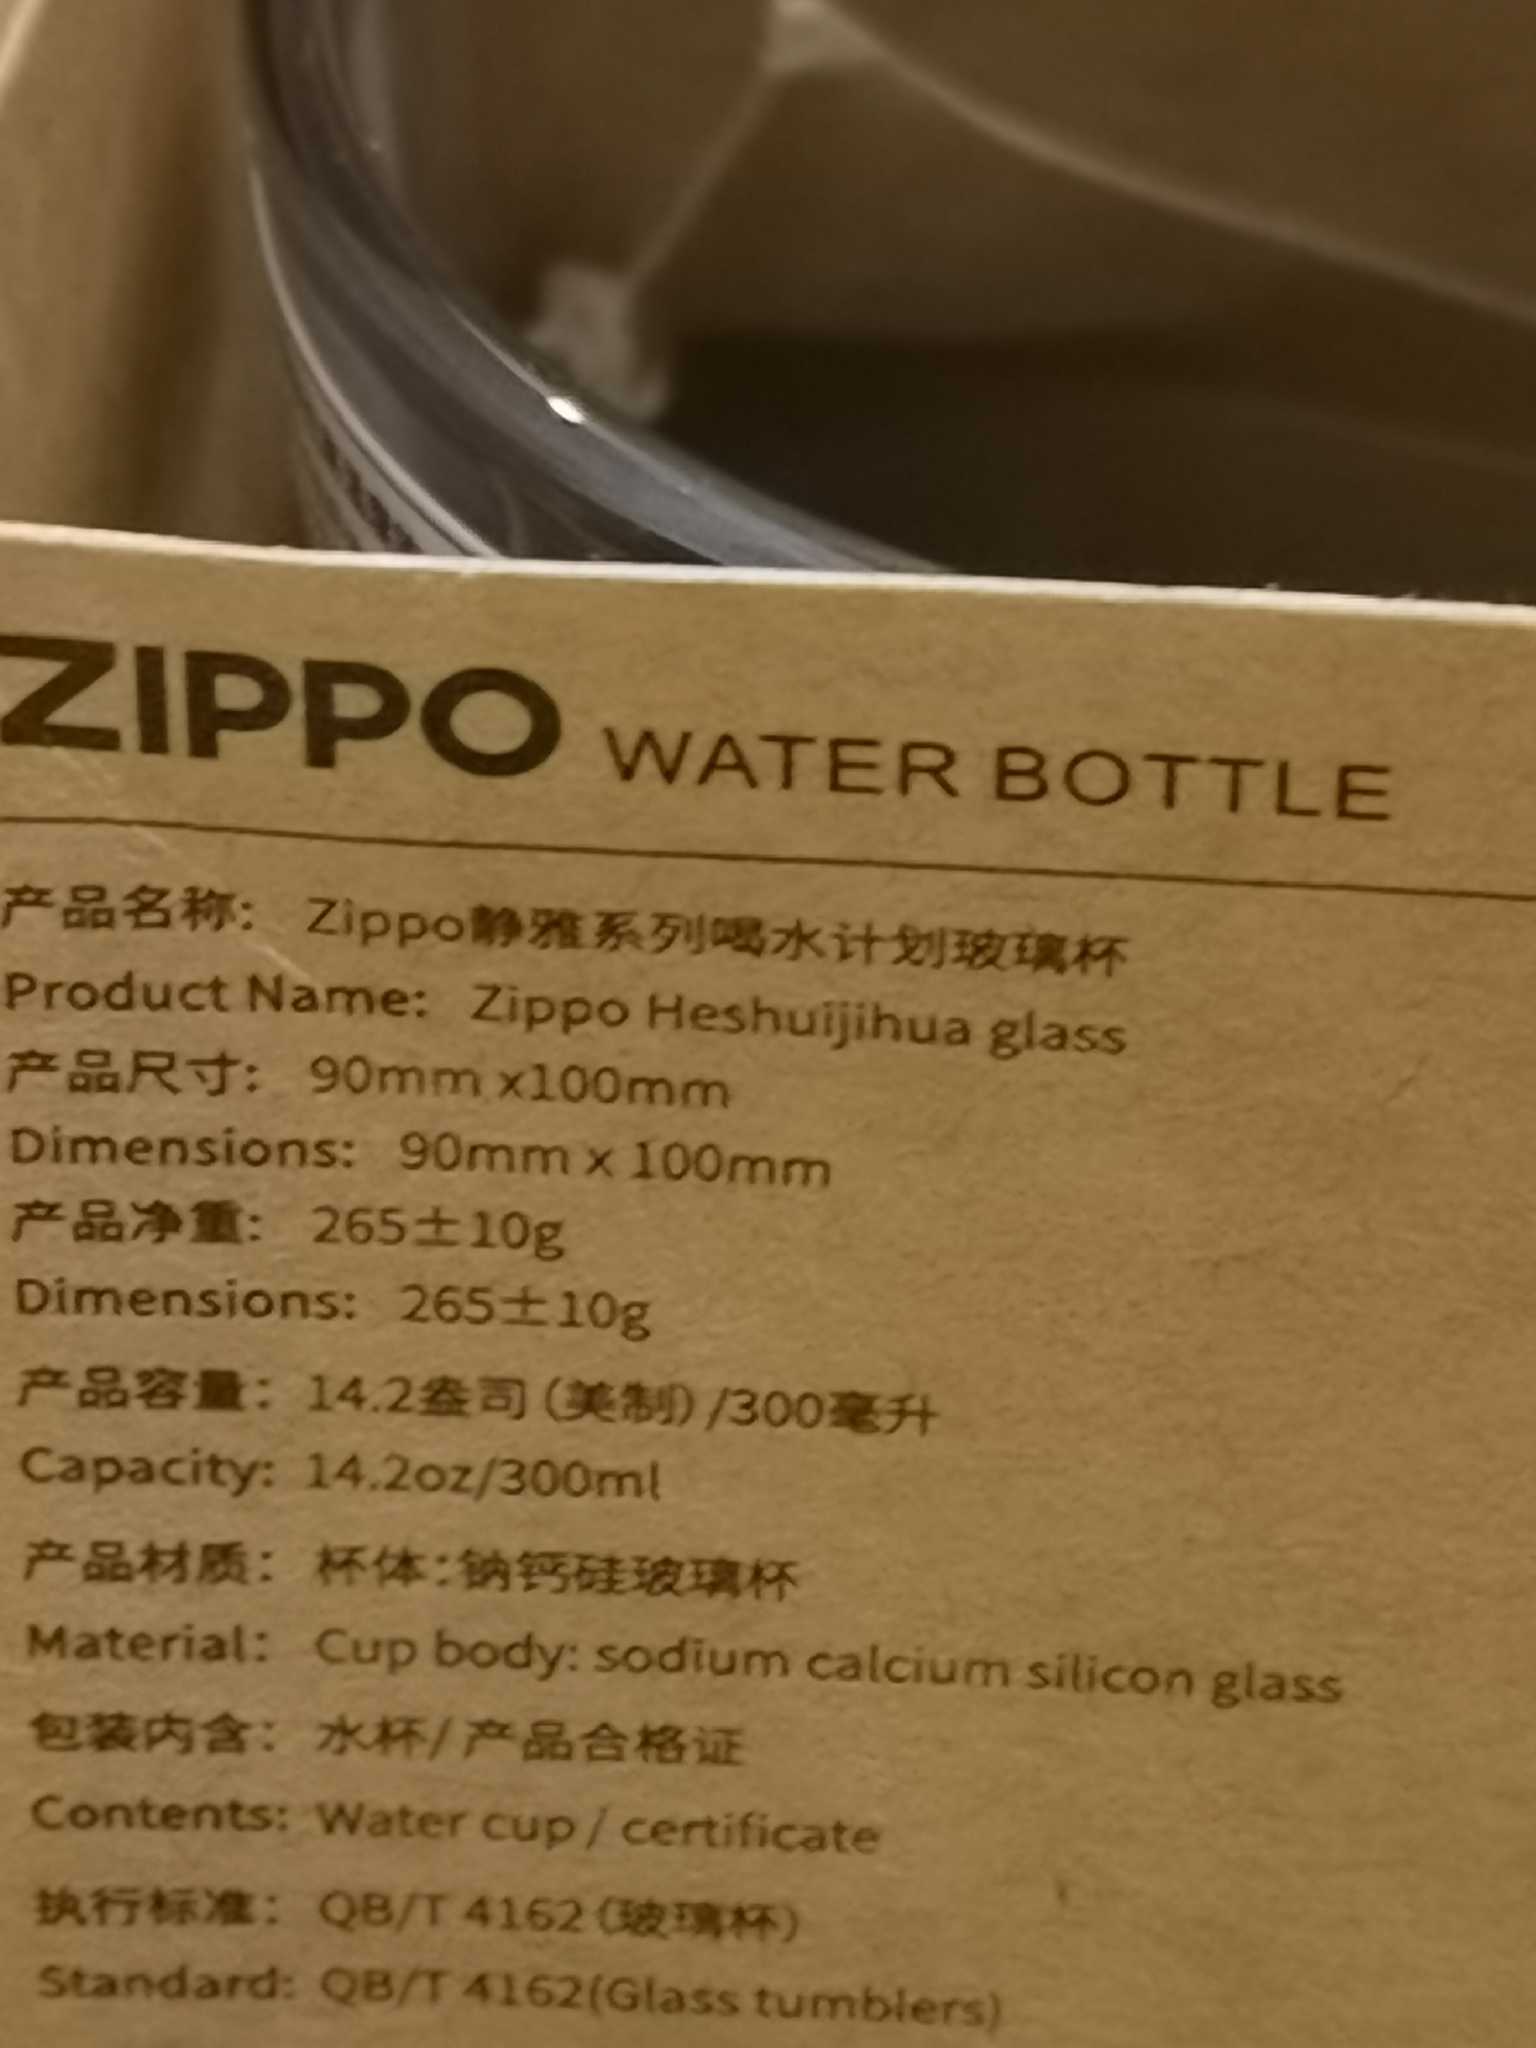 ZIPPO WATER BOTTLE
产品名称: Zippo静雅系列喝水计划玻璃杯
Product Name: Zippo Heshuijihua glass
产品尺寸: 90mm x100mm
Dimensions: 90mm x 100mm
产品净重: 265±10g
Dimensions: 265±10g
产品容量: 14.2盎司(美制)/300毫升
Capacity: 14.2oz/300ml
产品材质: 杯体:钠钙硅玻璃杯
Material: Cup body: sodium calcium silicon glass
包装内含: 水杯/产品合格证
Contents: Water cup / certificate
执行标准: QB/T 4162(玻璃杯)
Standard: QB/T 4162(Glass tumblers)